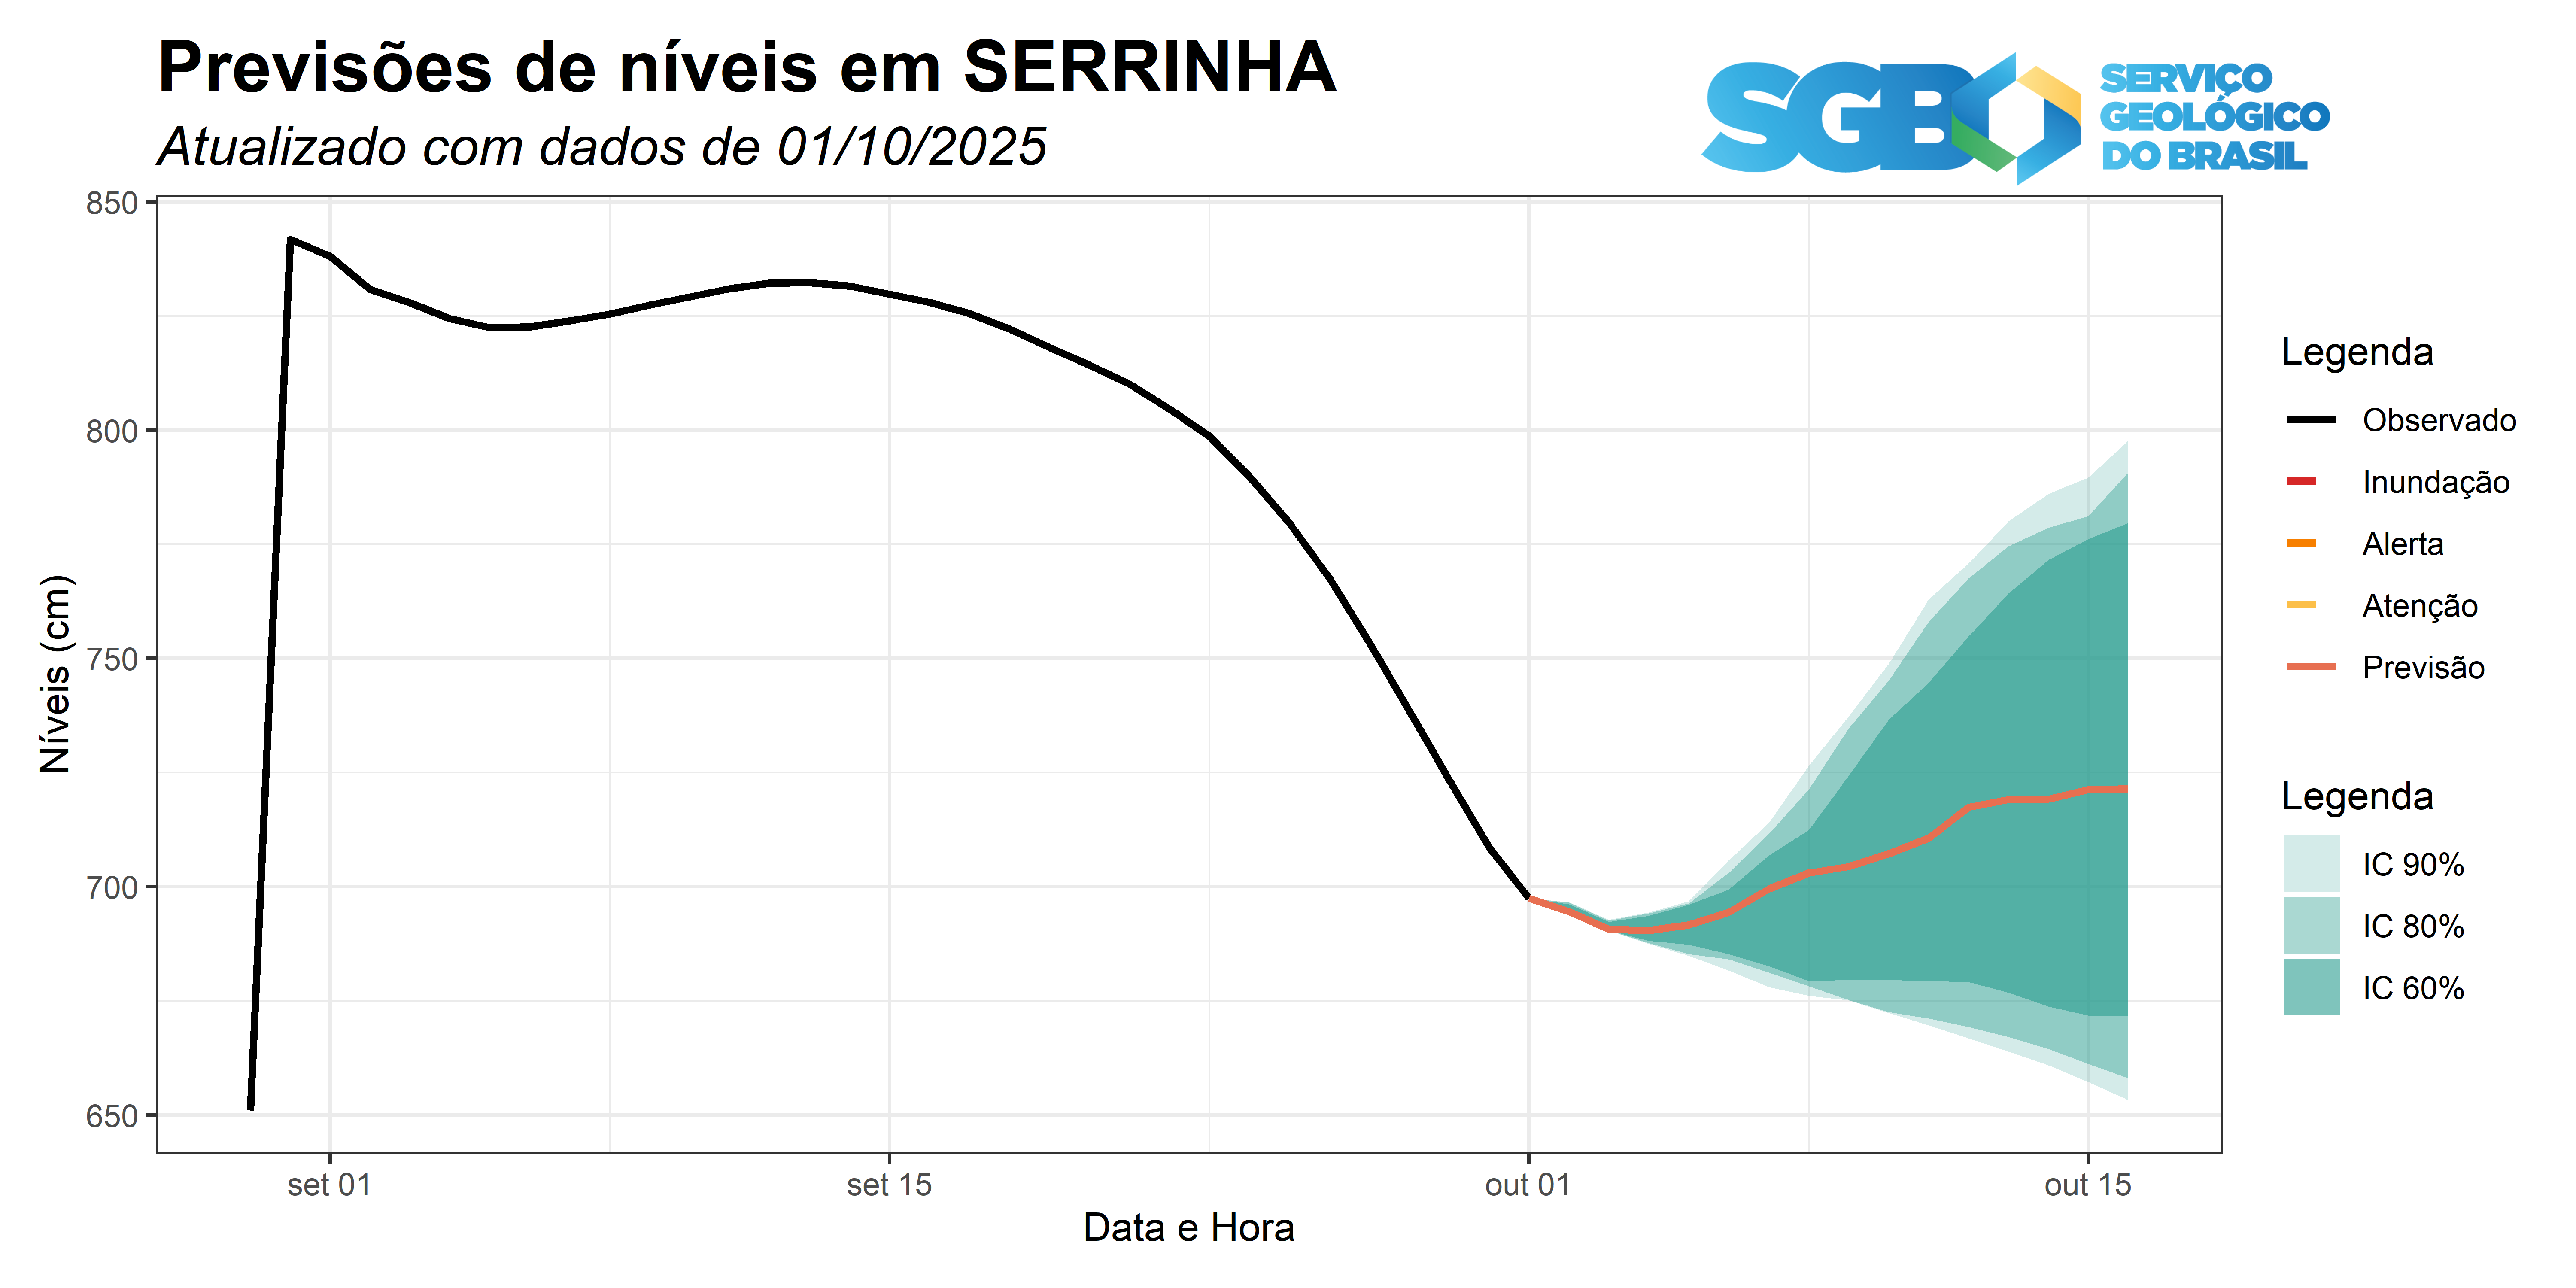 Previsões de níveis em SERRINHA
Atualizado com dados de 01/10/2025
SGB
SERVIÇO
GEOLÓGICO
DO BRASIL
850
800
750
700
650
Níveis (cm)
set 01
set 15
out 01
out 15
Data e Hora
Legenda
Observado
Inundação
Alerta
Atenção
Previsão
Legenda
IC 90%
IC 80%
IC 60%